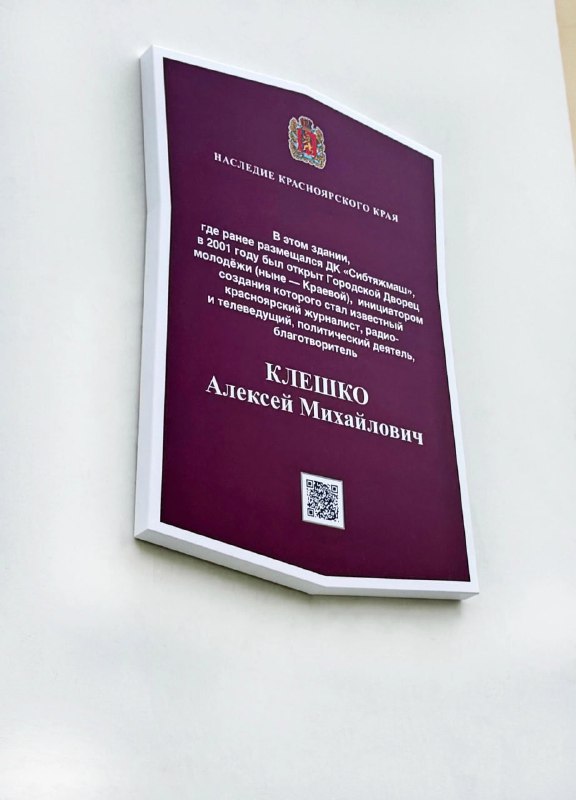 НАСЛЕДИЕ КРАСНОЯРСКОГО КРАЯ
В этом здании,
где ранее размещался ДК «Сибтяжмаш»,
в 2001 году был открыт Городской Дворец
молодёжи (ныне — Краевой), инициатором
создания которого стал известный
красноярский журналист, радио-
и телеведущий, политический деятель,
благотворитель
КЛЕШКО
Алексей Михайлович